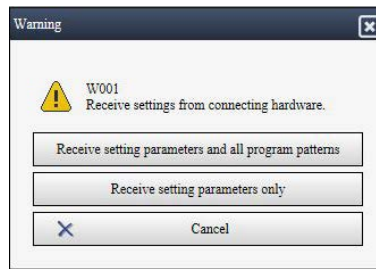 Warning
W001
Receive settings from connecting hardware.
Receive setting parameters and all program patterns
Receive setting parameters only
Cancel